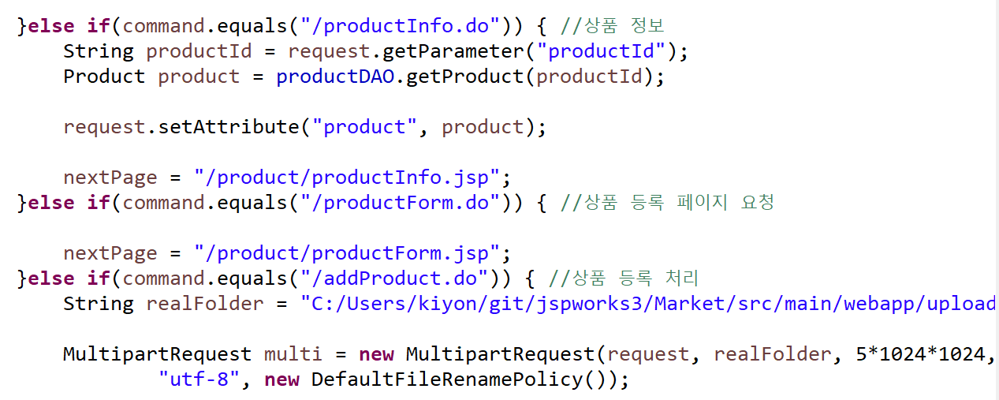 }else if(command.equals("/productInfo.do")) { //상품 정보
    String productId = request.getParameter("productId");
    Product product = productDAO.getProduct(productId);

    request.setAttribute("product", product);

    nextPage = "/product/productInfo.jsp";
}else if(command.equals("/productForm.do")) { //상품 등록 페이지 요청

    nextPage = "/product/productForm.jsp";
}else if(command.equals("/addProduct.do")) { //상품 등록 처리
    String realFolder = "C:/Users/kiyon/git/jspworks3/Market/src/main/webapp/upload

    MultipartRequest multi = new MultipartRequest(request, realFolder, 5*1024*1024,
            "utf-8", new DefaultFileRenamePolicy());